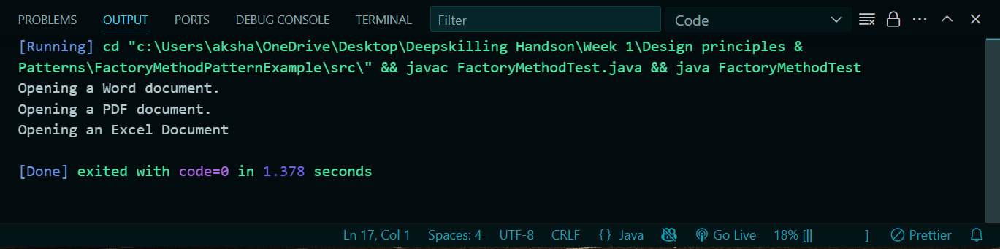 PROBLEMS OUTPUT PORTS DEBUG CONSOLE TERMINAL Filter Code
[Running] cd "c:\Users\aksha\OneDrive\Desktop\Deepskilling Handson\Week 1\Design principles &
Patterns\FactoryMethodPatternExample\src\" && javac FactoryMethodTest.java && java FactoryMethodTest
Opening a Word document.
Opening a PDF document.
Opening an Excel Document
[Done] exited with code=0 in 1.378 seconds
Ln 17, Col 1 Spaces: 4 UTF-8 CRLF {} Java Go Live 18% [|| ] Prettier